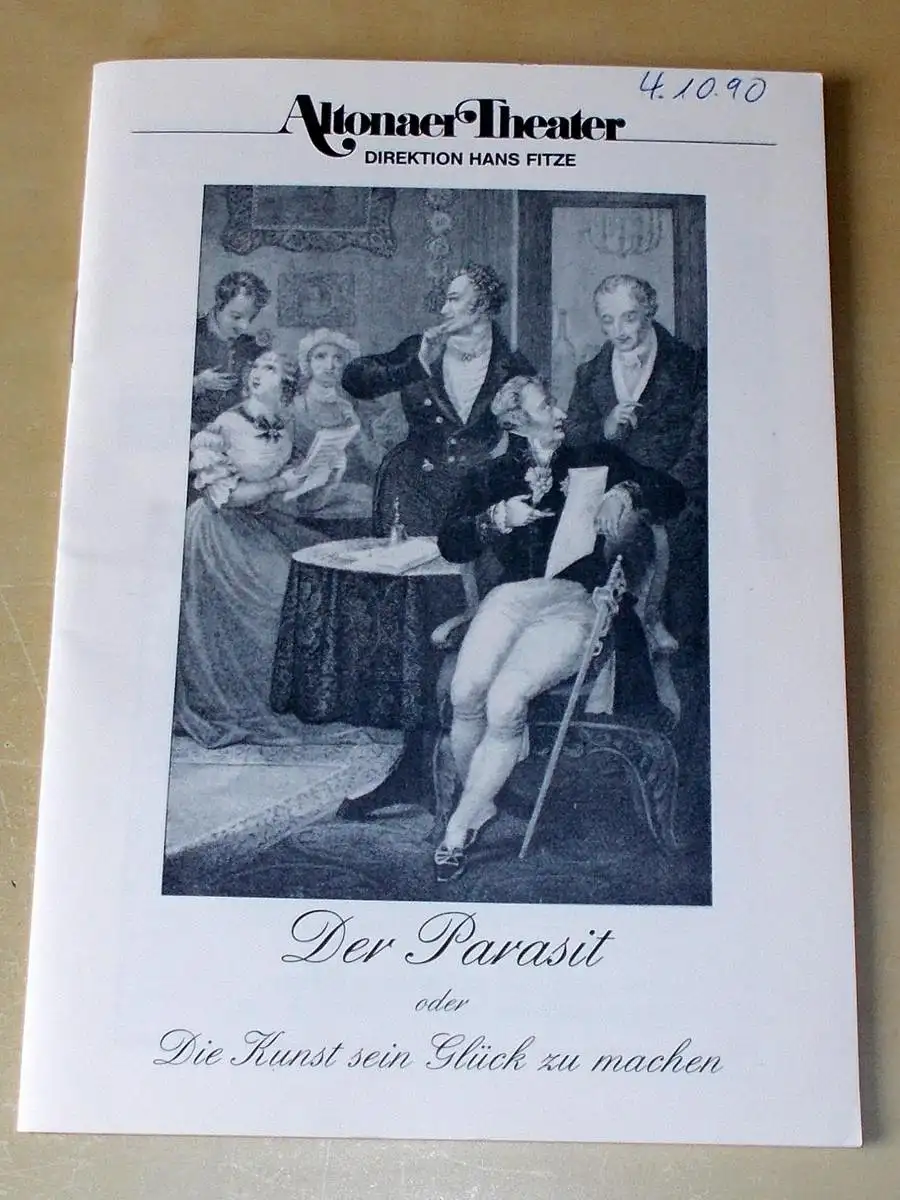 4.10.90
Altonaer Theater
DIREKTION HANS FITZE
Der Parasit
oder
Die Kunst sein Glück zu machen